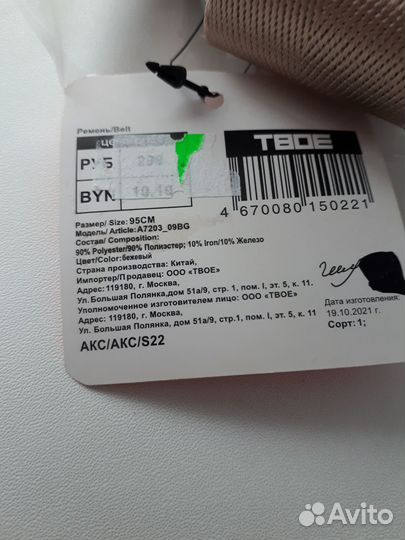 Ремень/Belt
ТВОЕ
РУБ
BYN
4 670080 150221
Размер/ Size: 95СМ
Модель/ Article: A7203_09BG
Состав/ Composition:
90% Polyester/90% Полиэстер; 10% Iron/10% Железо
Цвет/Color: бежевый
Страна производства: Китай,
Импортер/Продавец: ООО «ТВОЕ»
Адрес: 119180, г. Москва,
Ул. Большая Полянка,дом 51а/9, стр. 1, пом. I, эт. 5, к. 11.
Уполномоченное изготовителем лицо: ООО «ТВОЕ»
Адрес: 119180, г. Москва,
Ул. Большая Полянка, дом 51а/9, стр.1, пом. I, эт. 5, к. 11
Дата изготовления:
19.10.2021 г.
Сорт: 1;
АКС/АКС/S22
Avito